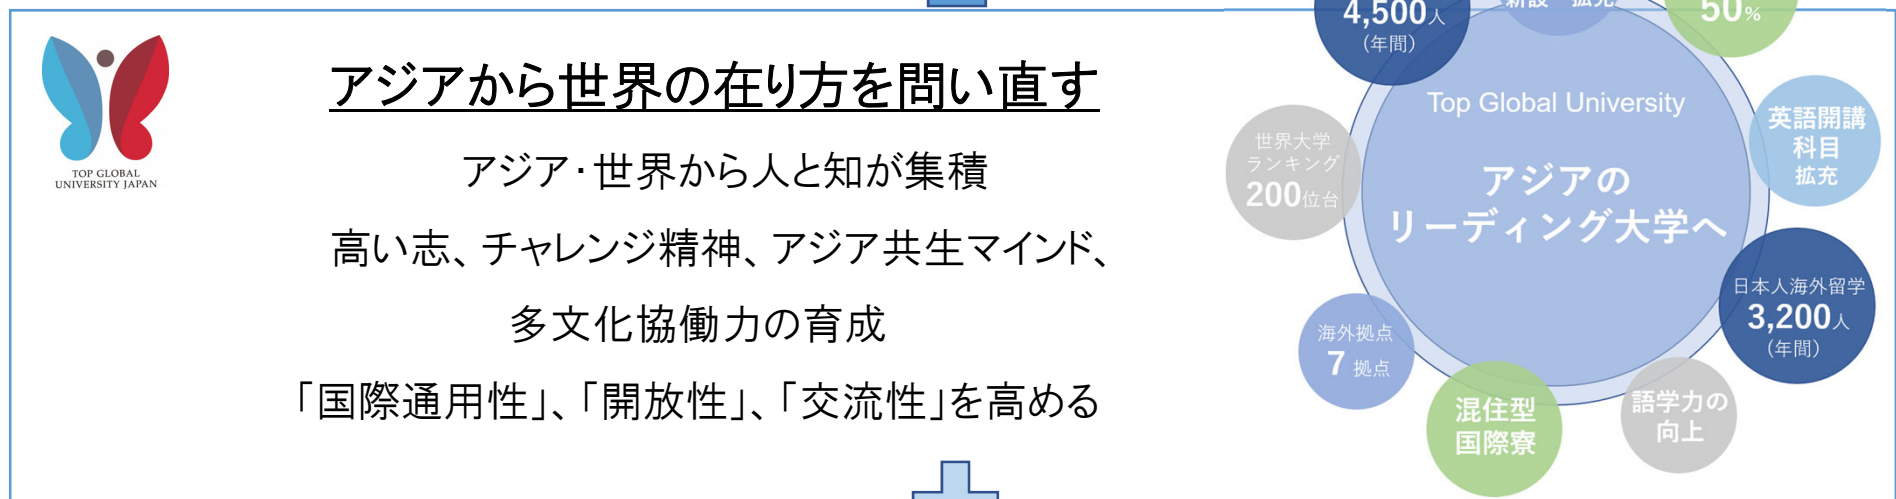 TOP GLOBAL
UNIVERSITY JAPAN
アジアから世界の在り方を問い直す
アジア・世界から人と知が集積
高い志、チャレンジ精神、アジア共生マインド、
多文化協働力の育成
「国際通用性」、「開放性」、「交流性」を高める
4,500人
(年間)
50%
Top Global University
アジアの
リーディング大学へ
英語開講
科目
拡充
世界大学
ランキング
200位台
日本人海外留学
3,200人
(年間)
海外拠点
7 拠点
混住型
国際寮
語学力の
向上